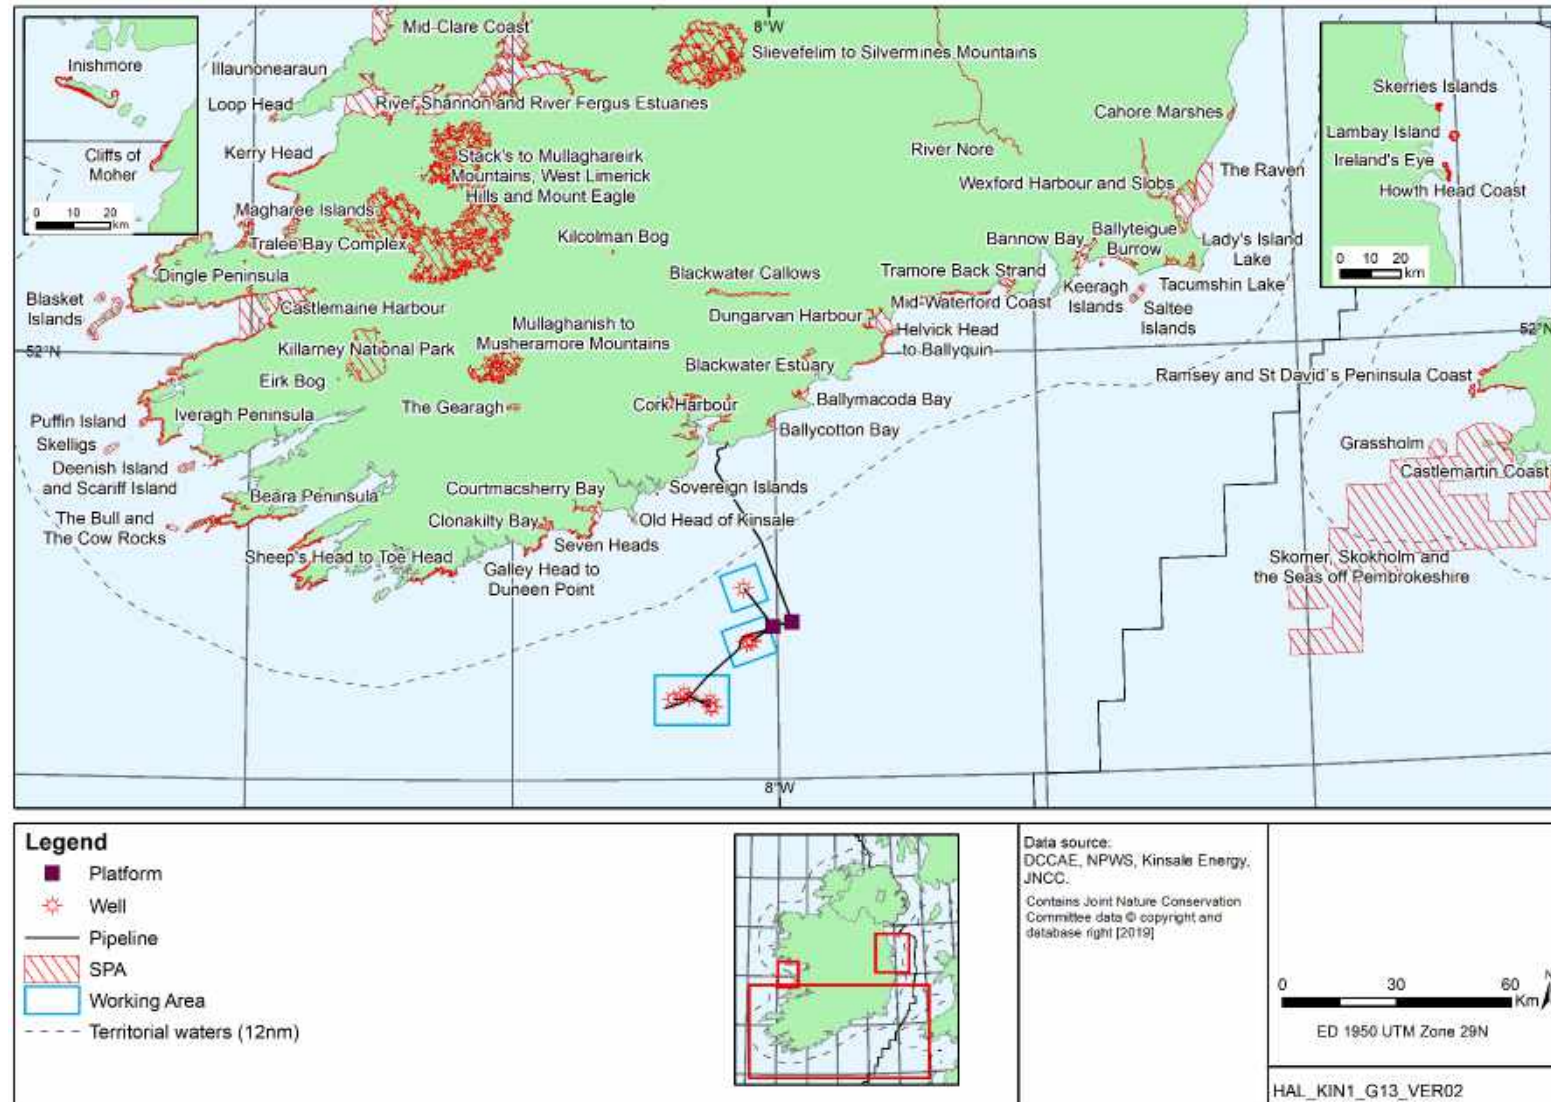 8°W
Mid-Clare Coast
Slievefelim to Silvermines Mountains
Inishmore
Illaunonearaun
Skerries Islands
Loop Head
River Shannon and River Fergus Estuaries
Cahore Marshes
Lambay Island
Cliffs of
Moher
Kerry Head
Stack's to Mullaghareirk
Mountains, West Limerick
Hills and Mount Eagle
River Nore
Ireland's Eye
The Raven
Wexford Harbour and Slobs
Howth Head Coast
0 10 20
km
Magharee Islands
Tralee Bay Complex
Kilcolman Bog
Bannow Bay
Ballyteigue
Burrow
Lady's Island
Lake
0 10 20
km
Dingle Peninsula
Blackwater Callows
Tramore Back Strand
Keeragh
Islands
Tacumshin Lake
Blasket
Islands
Castlemaine Harbour
Mid-Waterford Coast
Saltee
Islands
Dungarvan Harbour
Mullaghanish to
Musheramore Mountains
Helvick Head
to Ballyquin
52°N
52°N
Killarney National Park
Blackwater Estuary
Ramsey and St David's Peninsula Coast
Eirk Bog
The Gearagh
Cork Harbour
Ballymacoda Bay
Puffin Island
Iveragh Peninsula
Ballycotton Bay
Skelligs
Grassholm
Deenish Island
and Scariff Island
Castlemartin Coast
Beara Peninsula
Courtmacsherry Bay
Sovereign Islands
The Bull and
The Cow Rocks
Clonakilty Bay
Old Head of Kinsale
Seven Heads
Sheep's Head to Toe Head
Galley Head to
Duneen Point
Skomer, Skokholm and
the Seas off Pembrokeshire
8°W
Legend
Platform
Well
Pipeline
SPA
Working Area
Territorial waters (12nm)
Data source:
DCCAE, NPWS, Kinsale Energy,
JNCC.
Contains Joint Nature Conservation
Committee data © copyright and
database right [2019]
N
0 30 60
Km
ED 1950 UTM Zone 29N
HAL_KIN1_G13_VER02